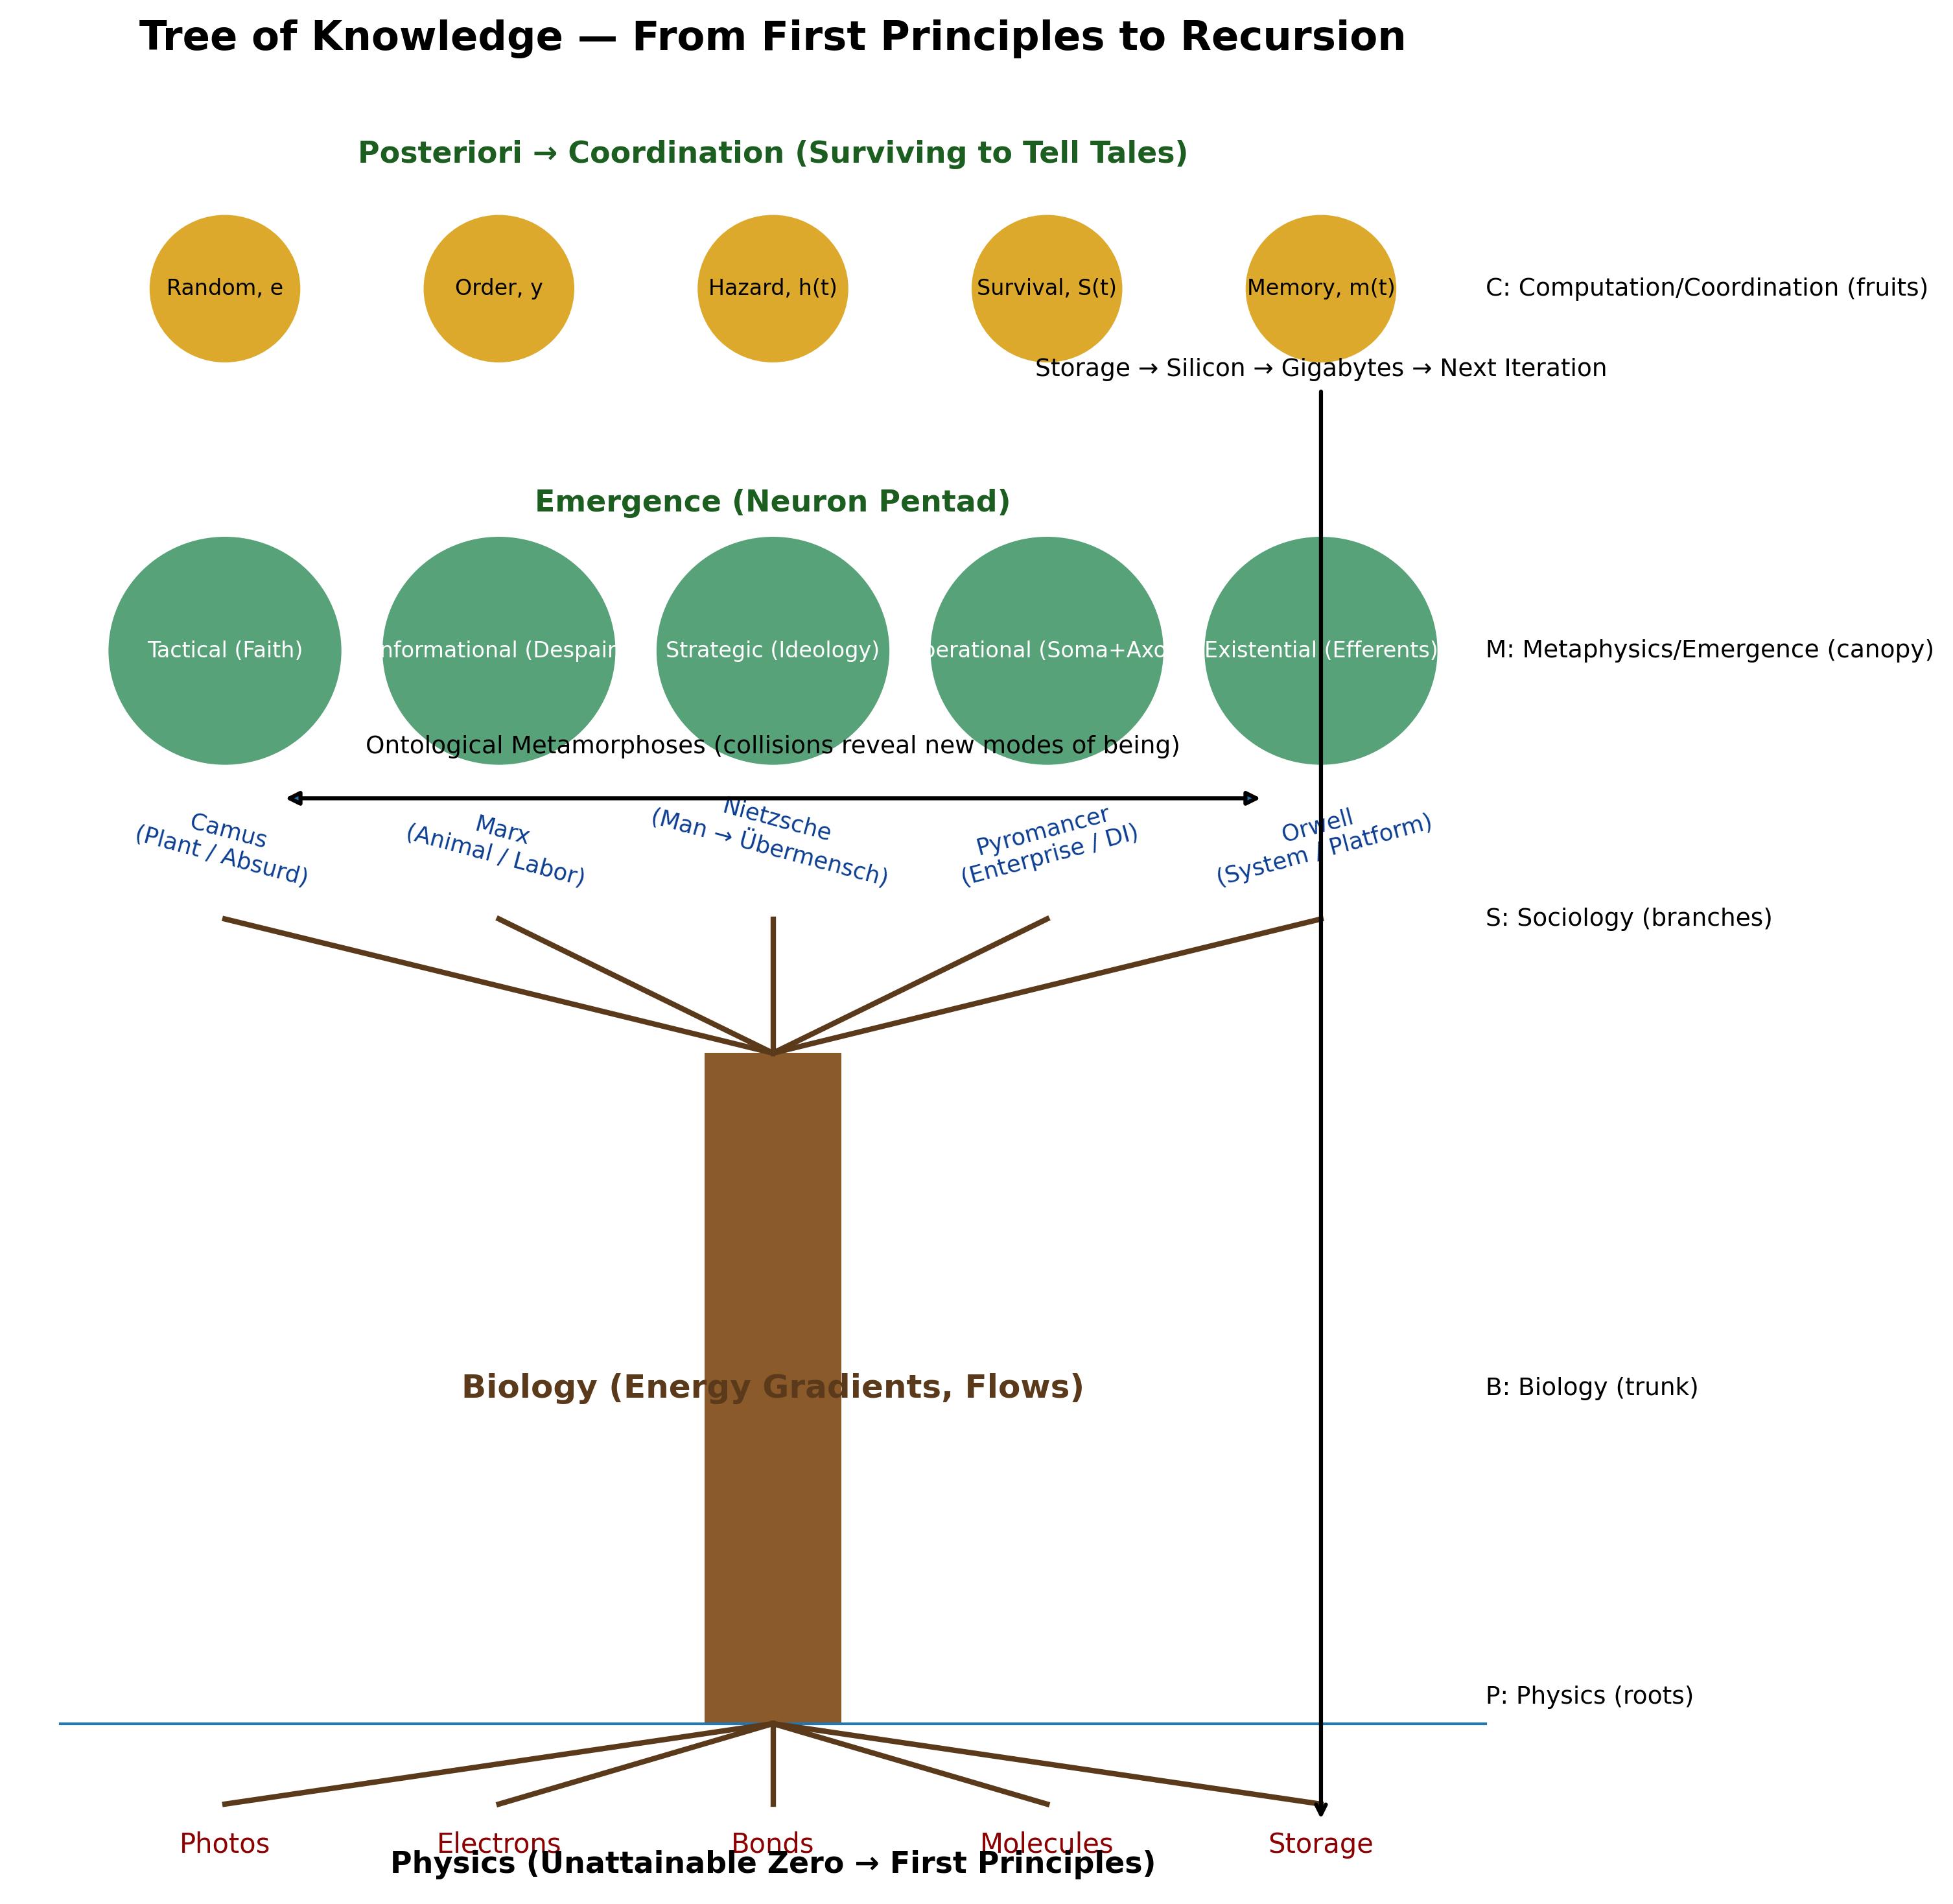 Tree of Knowledge — From First Principles to Recursion
Posteriori → Coordination (Surviving to Tell Tales)
Random, e
Order, y
Hazard, h(t)
Survival, S(t)
Memory, m(t)
C: Computation/Coordination (fruits)
Storage → Silicon → Gigabytes → Next Iteration
Emergence (Neuron Pentad)
Tactical (Faith)
nformational (Despair
Strategic (Ideology)
perational (Soma+Axo
Existential (Efferents)
M: Metaphysics/Emergence (canopy)
Ontological Metamorphoses (collisions reveal new modes of being)
Camus
(Plant / Absurd)
Marx
(Animal / Labor)
Nietzsche
(Man → Übermensch)
Pyromancer
(Enterprise / DI)
Orwell
(System / Platform)
S: Sociology (branches)
Biology (Energy Gradients, Flows)
B: Biology (trunk)
P: Physics (roots)
Photos
Electrons
Bonds
Molecules
Storage
Physics (Unattainable Zero → First Principles)